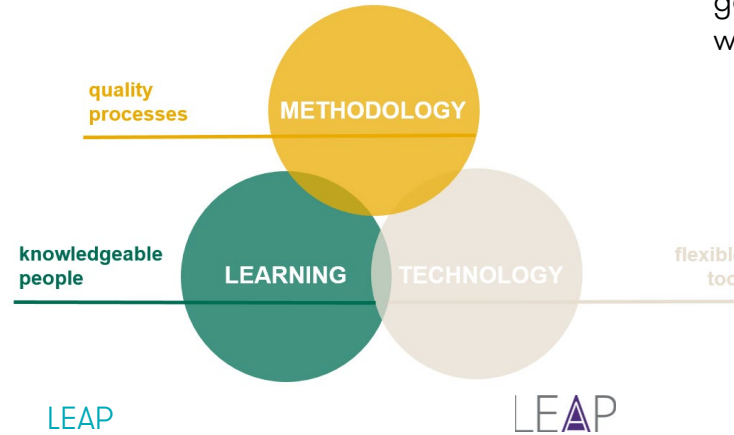 quality
processes
METHODOLOGY
knowledgeable
people
LEARNING
TECHNOLOGY
LEAP
LEAP